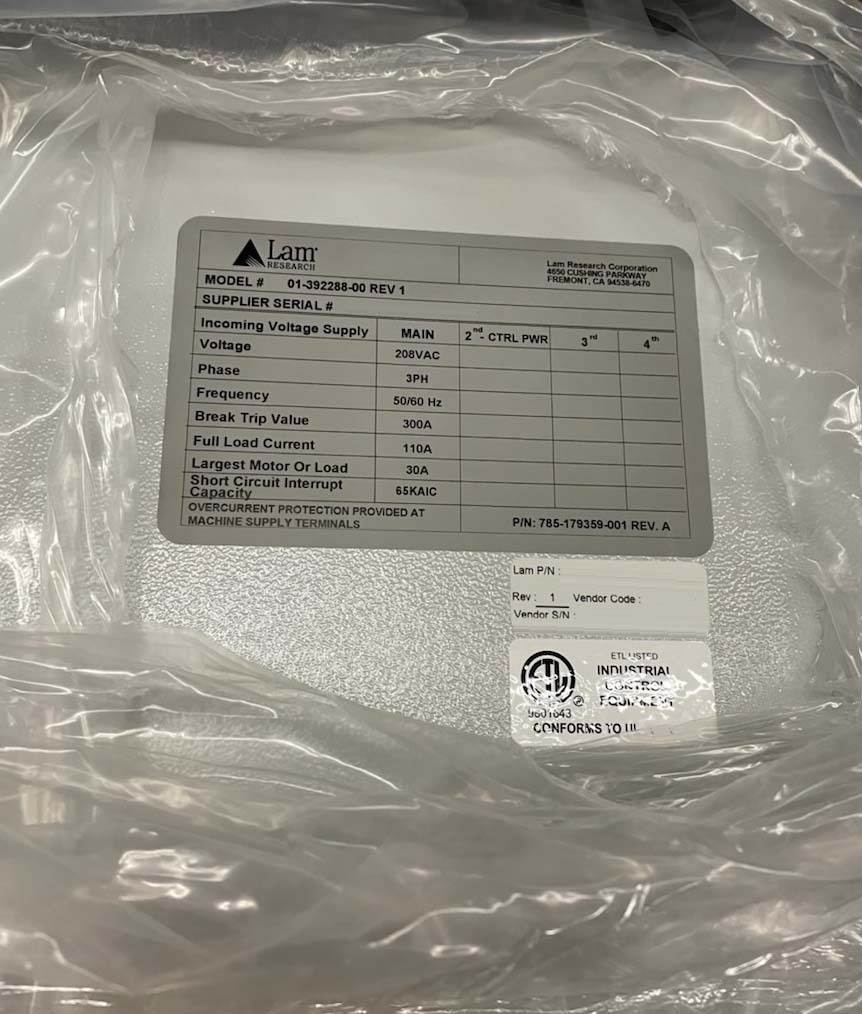 Lam
RESEARCH
Lam Research Corporation
4650 CUSHING PARKWAY
FREMONT, CA 94538-6470
MODEL # 01-392288-00 REV 1
SUPPLIER SERIAL #
Incoming Voltage Supply MAIN 2nd- CTRL PWR 3rd 4th
Voltage 208VAC
Phase 3PH
Frequency 50/60 Hz
Break Trip Value 300A
Full Load Current 110A
Largest Motor Or Load 30A
Short Circuit Interrupt
Capacity 65KAIC
OVERCURRENT PROTECTION PROVIDED AT
MACHINE SUPPLY TERMINALS
P/N: 785-179359-001 REV. A
Lam P/N :
Rev : 1 Vendor Code :
Vendor S/N :
ETL LISTED
INDUSTRIAL
CONTROL
EQUIPMENT
CONFORMS TO UL